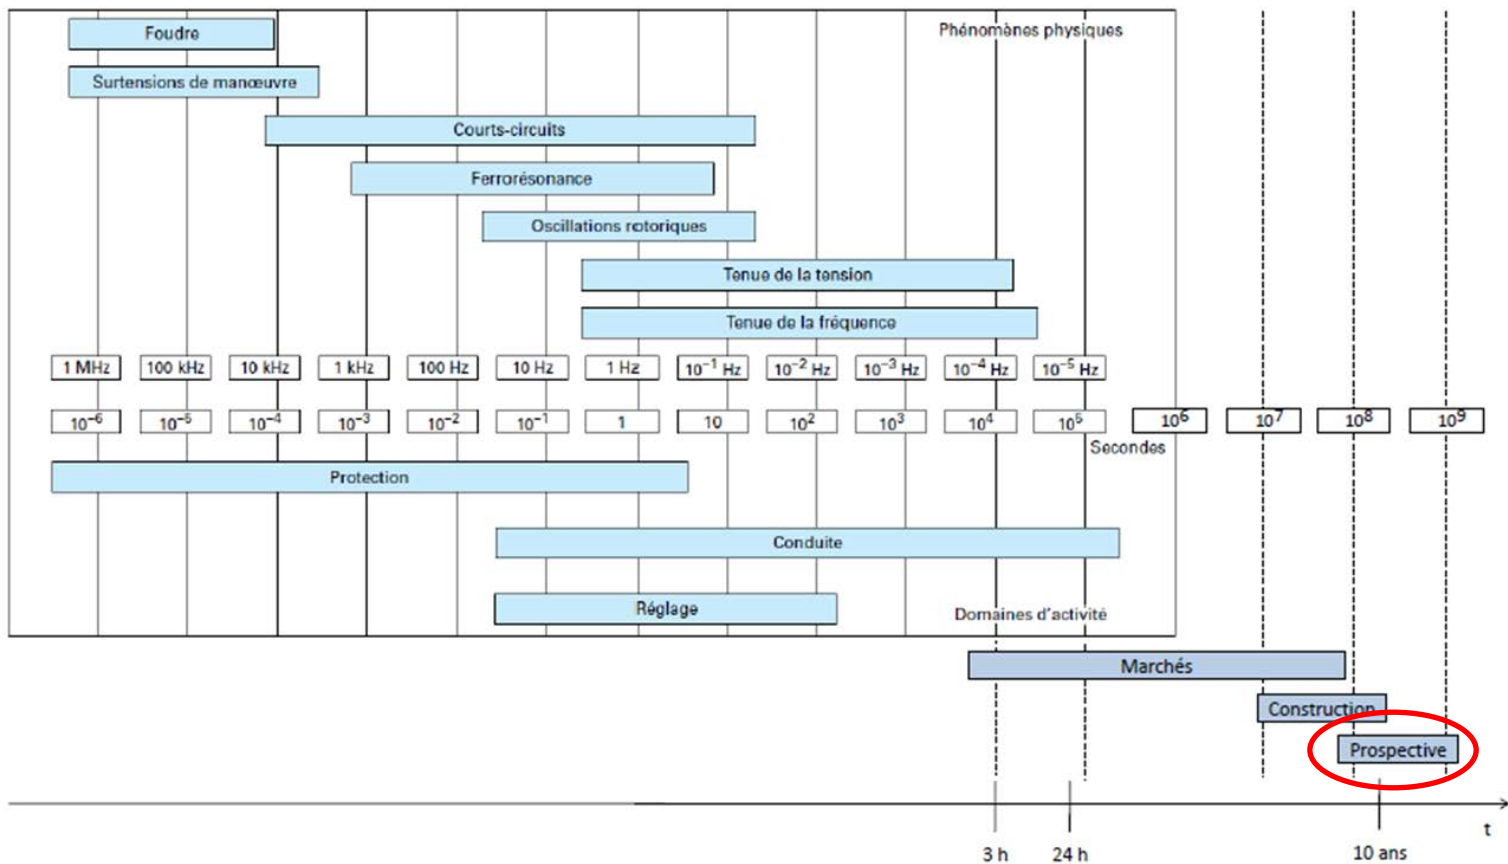 Foudre
Phénomènes physiques
Surtensions de manœuvre
Courts-circuits
Ferrorésonance
Oscillations rotoriques
Tenue de la tension
Tenue de la fréquence
1 MHz 100 kHz 10 kHz 1 kHz 100 Hz 10 Hz 1 Hz 10⁻¹ Hz 10⁻² Hz 10⁻³ Hz 10⁻⁴ Hz 10⁻⁵ Hz
10⁻⁶ 10⁻⁵ 10⁻⁴ 10⁻³ 10⁻² 10⁻¹ 1 10 10² 10³ 10⁴ 10⁵ 10⁶ 10⁷ 10⁸ 10⁹
Secondes
Protection
Conduite
Réglage
Domaines d'activité
Marchés
Construction
Prospective
t
3 h 24 h 10 ans